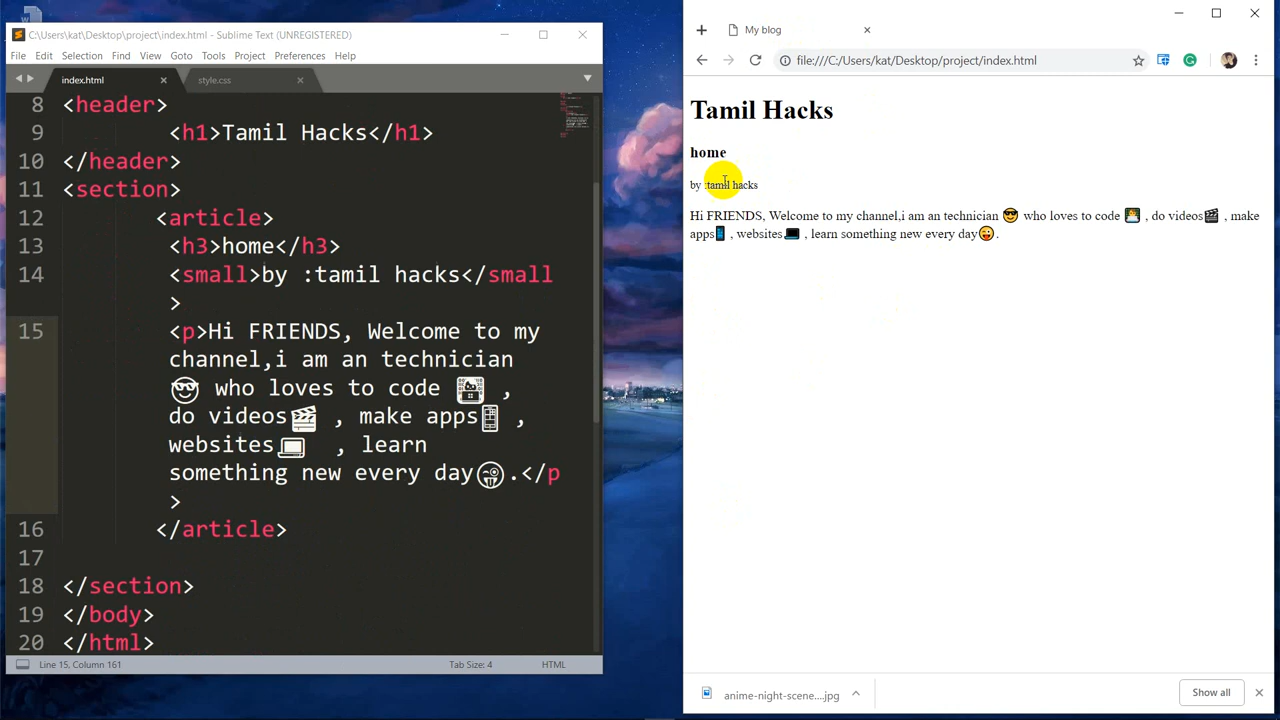 C:\Users\kat\Desktop\project\index.html - Sublime Text (UNREGISTERED)
File Edit Selection Find View Goto Tools Project Preferences Help
index.html style.css
8 <header>
9 <h1>Tamil Hacks</h1>
10 </header>
11 <section>
12 <article>
13 <h3>home</h3>
14 <small>by :tamil hacks</small
>
15 <p>Hi FRIENDS, Welcome to my
channel,i am an technician
😎 who loves to code 👩‍💻 ,
do videos🎬 , make apps📱 ,
websites💻 , learn
something new every day😜.</p
>
16 </article>
17
18 </section>
19 </body>
20 </html>
Line 15, Column 161 Tab Size: 4 HTML
My blog
file:///C:/Users/kat/Desktop/project/index.html
Tamil Hacks
home
by :tamil hacks
Hi FRIENDS, Welcome to my channel,i am an technician 😎 who loves to code 👩‍💻 , do videos🎬 , make
apps📱 , websites💻 , learn something new every day😜.
anime-night-scene....jpg Show all